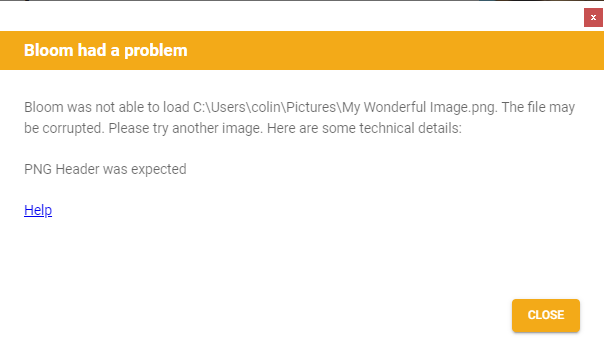 x
Bloom had a problem
Bloom was not able to load C:\Users\colin\Pictures\My Wonderful Image.png. The file may
be corrupted. Please try another image. Here are some technical details:
PNG Header was expected
Help
CLOSE